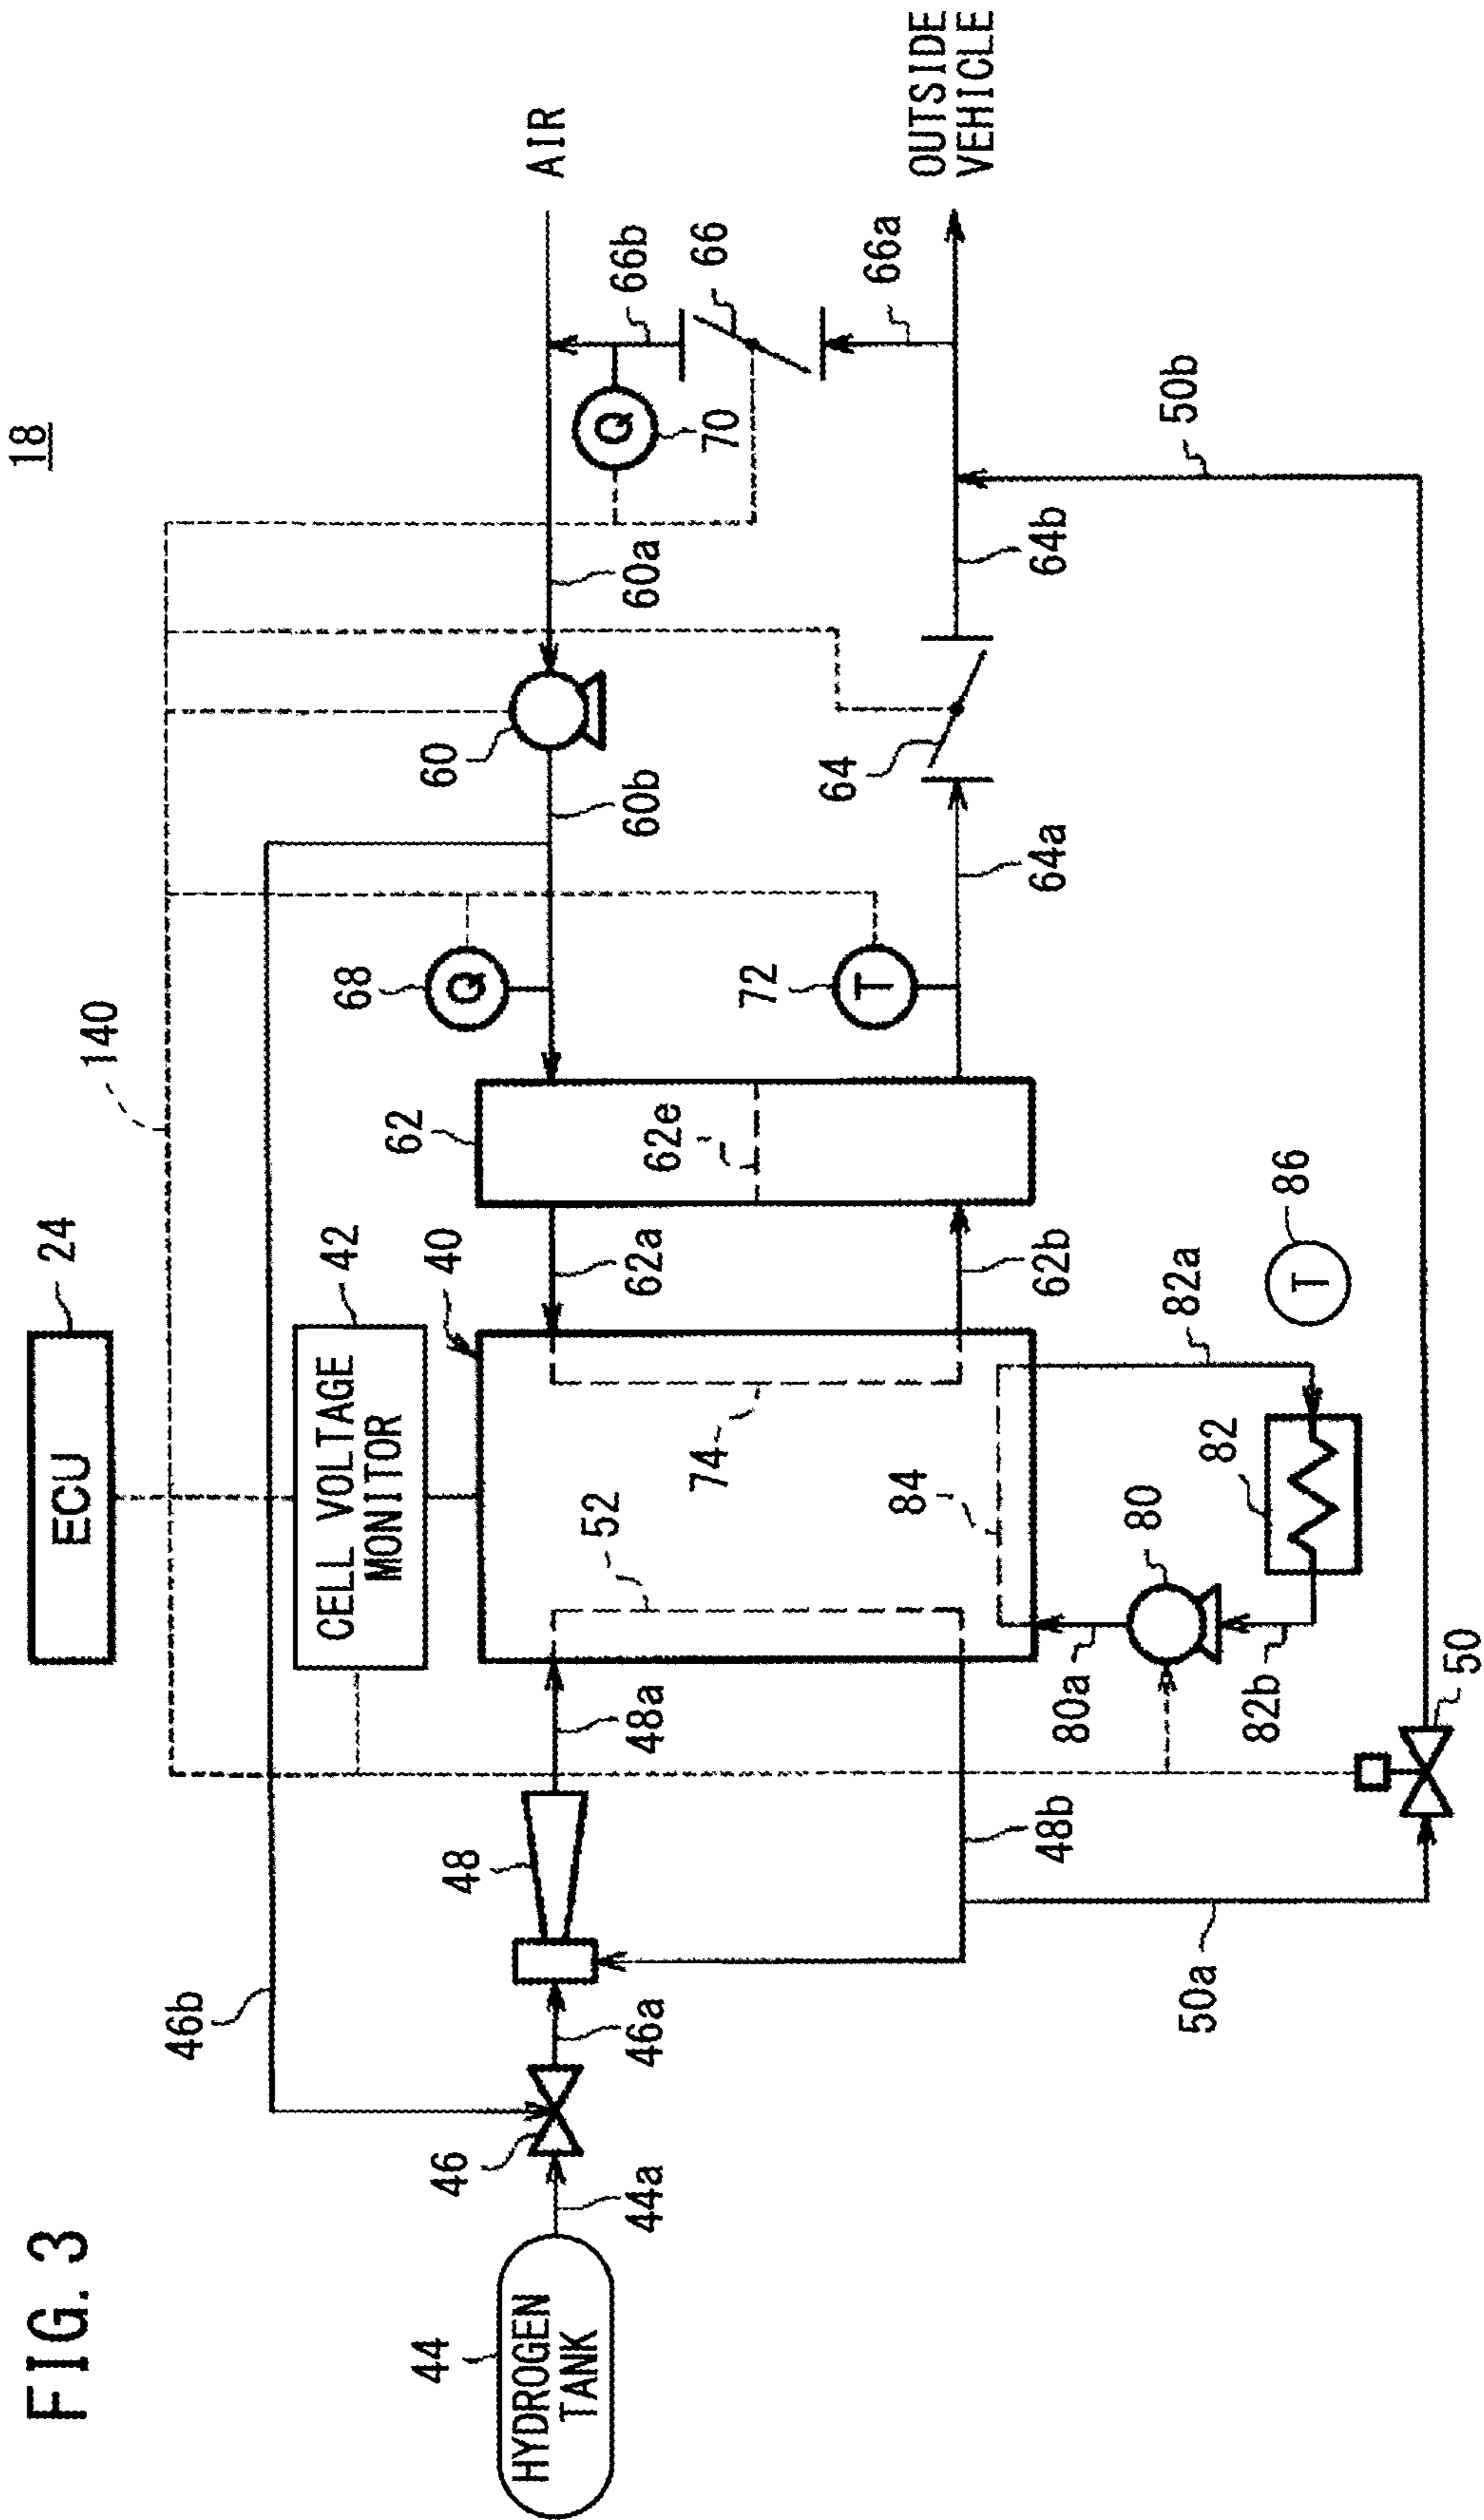 FIG. 3
18
ECU
24
140
CELL VOLTAGE
MONITOR
42
40
46b
68
62
60
AIR
44
HYDROGEN
TANK
46
48
44a
46a
48a
52
62a
62e
60b
60a
70
66b
66
74
72
64
66a
OUTSIDE
VEHICLE
84
48b
62b
64a
64b
80a
80
82a
50b
50a
82b
82
86
50
Q
Q
T
T